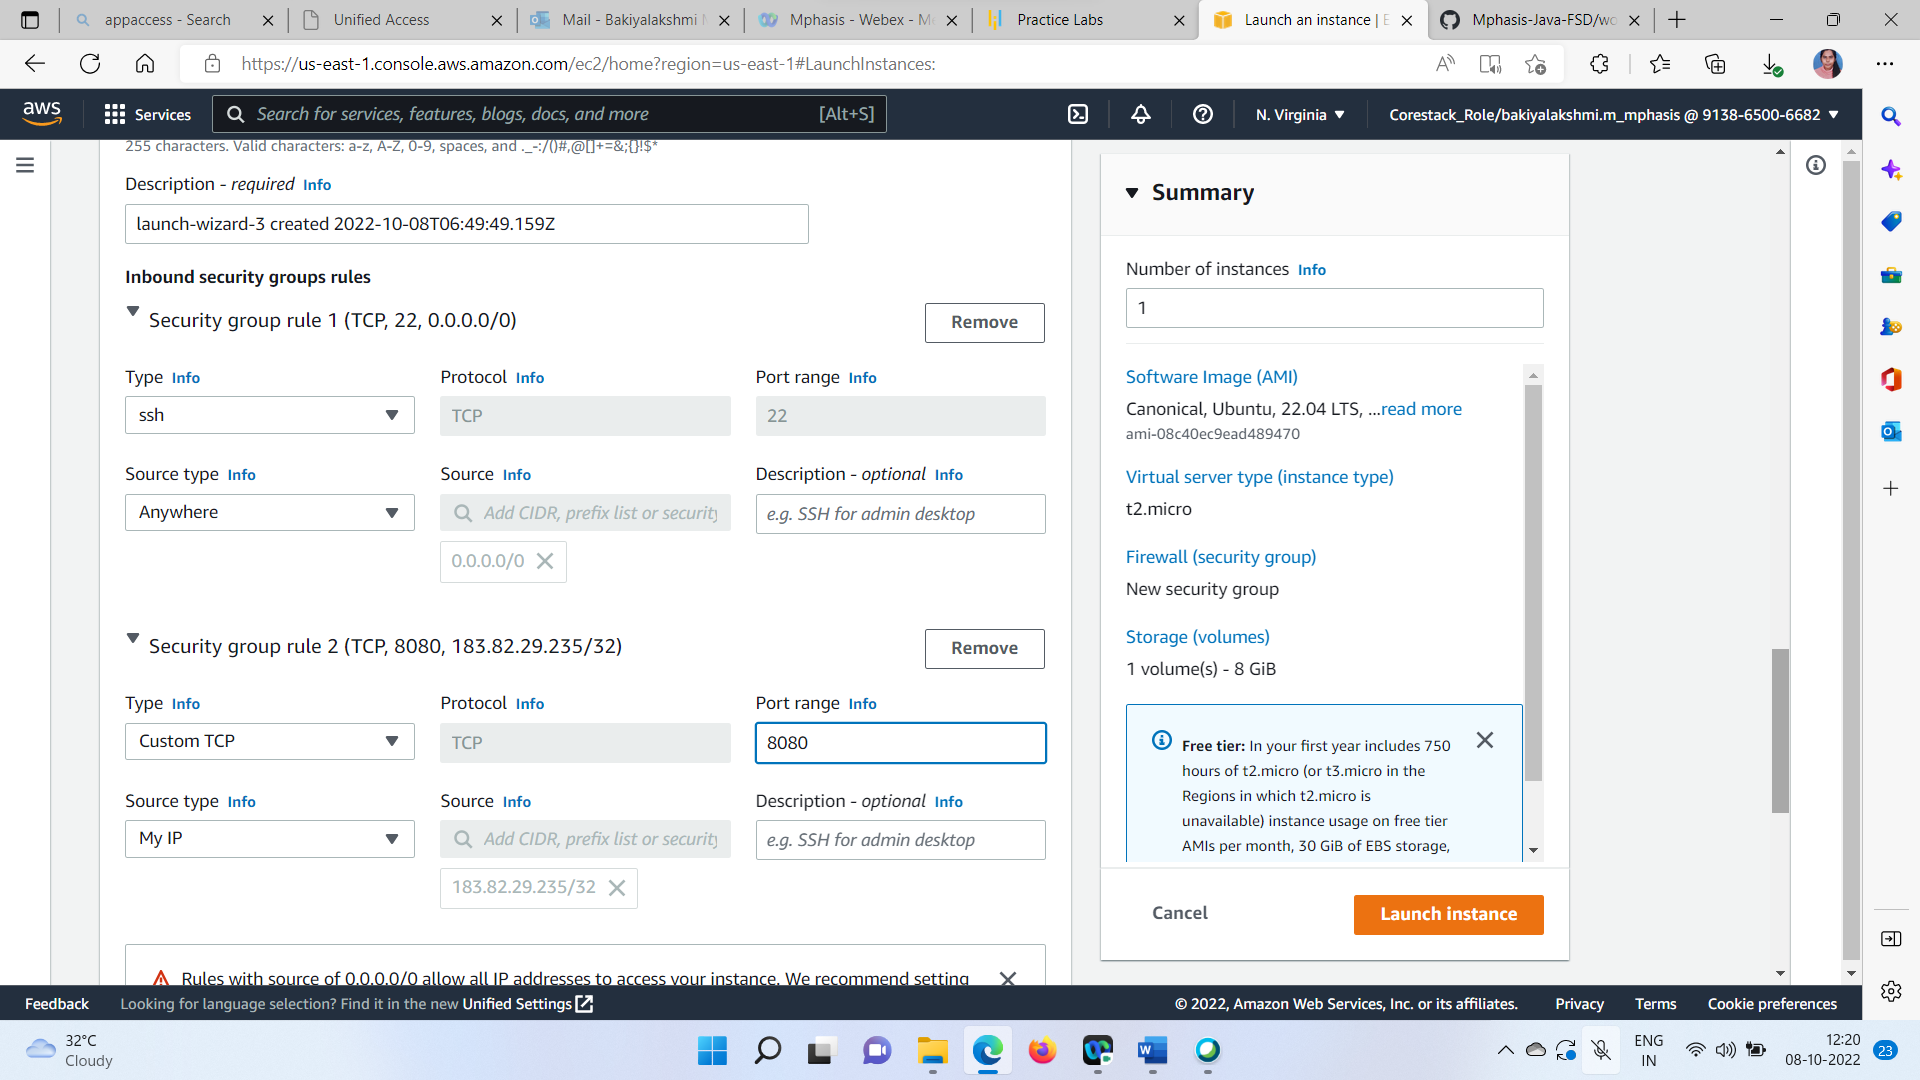 appaccess - Search
Unified Access
Mail - Bakiyalakshmi
Mphasis - Webex - M
Practice Labs
Launch an instance | E
Mphasis-Java-FSD/wo
https://us-east-1.console.aws.amazon.com/ec2/home?region=us-east-1#LaunchInstances:
aws
Services
Search for services, features, blogs, docs, and more [Alt+S]
N. Virginia
Corestack_Role/bakiyalakshmi.m_mphasis @ 9138-6500-6682
255 characters. Valid characters: a-z, A-Z, 0-9, spaces, and ._-:/()#,@[]+=&;{}!$*
Description - required Info
launch-wizard-3 created 2022-10-08T06:49:49.159Z
Inbound security groups rules
Security group rule 1 (TCP, 22, 0.0.0.0/0)
Remove
Type Info
Protocol Info
Port range Info
ssh
TCP
22
Source type Info
Source Info
Description - optional Info
Anywhere
Add CIDR, prefix list or security
e.g. SSH for admin desktop
0.0.0.0/0
Security group rule 2 (TCP, 8080, 183.82.29.235/32)
Remove
Type Info
Protocol Info
Port range Info
Custom TCP
TCP
8080
Source type Info
Source Info
Description - optional Info
My IP
Add CIDR, prefix list or security
e.g. SSH for admin desktop
183.82.29.235/32
Rules with source of 0.0.0.0/0 allow all IP addresses to access your instance. We recommend setting
Summary
Number of instances Info
1
Software Image (AMI)
Canonical, Ubuntu, 22.04 LTS, ...read more
ami-08c40ec9ead489470
Virtual server type (instance type)
t2.micro
Firewall (security group)
New security group
Storage (volumes)
1 volume(s) - 8 GiB
Free tier: In your first year includes 750
hours of t2.micro (or t3.micro in the
Regions in which t2.micro is
unavailable) instance usage on free tier
AMIs per month, 30 GiB of EBS storage,
Cancel
Launch instance
Feedback
Looking for language selection? Find it in the new Unified Settings
© 2022, Amazon Web Services, Inc. or its affiliates.
Privacy
Terms
Cookie preferences
32°C
Cloudy
ENG
IN
12:20
08-10-2022
23